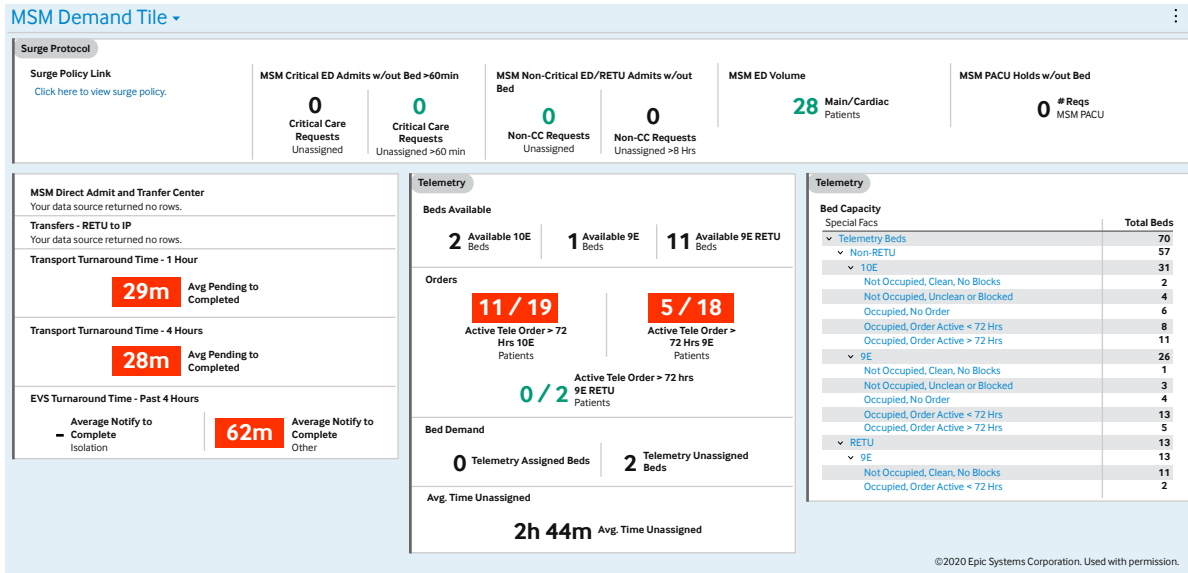 MSM Demand Tile
Surge Protocol
Surge Policy Link
Click here to view surge policy.
MSM Critical ED Admits w/out Bed >60min
0
Critical Care
Requests
Unassigned
0
Critical Care
Requests
Unassigned >60 min
MSM Non-Critical ED/RETU Admits w/out
Bed
0
Non-CC Requests
Unassigned
0
Non-CC Requests
Unassigned >8 Hrs
MSM ED Volume
28 Main/Cardiac
Patients
MSM PACU Holds w/out Bed
0 # Reqs
MSM PACU
MSM Direct Admit and Tranfer Center
Your data source returned no rows.
Transfers - RETU to IP
Your data source returned no rows.
Transport Turnaround Time - 1 Hour
29m Avg Pending to
Completed
Transport Turnaround Time - 4 Hours
28m Avg Pending to
Completed
EVS Turnaround Time - Past 4 Hours
Average Notify to
– Complete
Isolation
62m Average Notify to
Complete
Other
Telemetry
Beds Available
2 Available 10E
Beds
1 Available 9E
Beds
11 Available 9E RETU
Beds
Orders
11 / 19
Active Tele Order > 72
Hrs 10E
Patients
5 / 18
Active Tele Order >
72 Hrs 9E
Patients
0 / 2 Active Tele Order > 72 hrs
9E RETU
Patients
Bed Demand
0 Telemetry Assigned Beds
2 Telemetry Unassigned
Beds
Avg. Time Unassigned
2h 44m Avg. Time Unassigned
Telemetry
Bed Capacity
Special Facs Total Beds
Telemetry Beds 70
Non-RETU 57
10E 31
Not Occupied, Clean, No Blocks 2
Not Occupied, Unclean or Blocked 4
Occupied, No Order 6
Occupied, Order Active < 72 Hrs 8
Occupied, Order Active > 72 Hrs 11
9E 26
Not Occupied, Clean, No Blocks 1
Not Occupied, Unclean or Blocked 3
Occupied, No Order 4
Occupied, Order Active < 72 Hrs 13
Occupied, Order Active > 72 Hrs 5
RETU 13
9E 13
Not Occupied, Clean, No Blocks 11
Occupied, Order Active < 72 Hrs 2
©2020 Epic Systems Corporation. Used with permission.